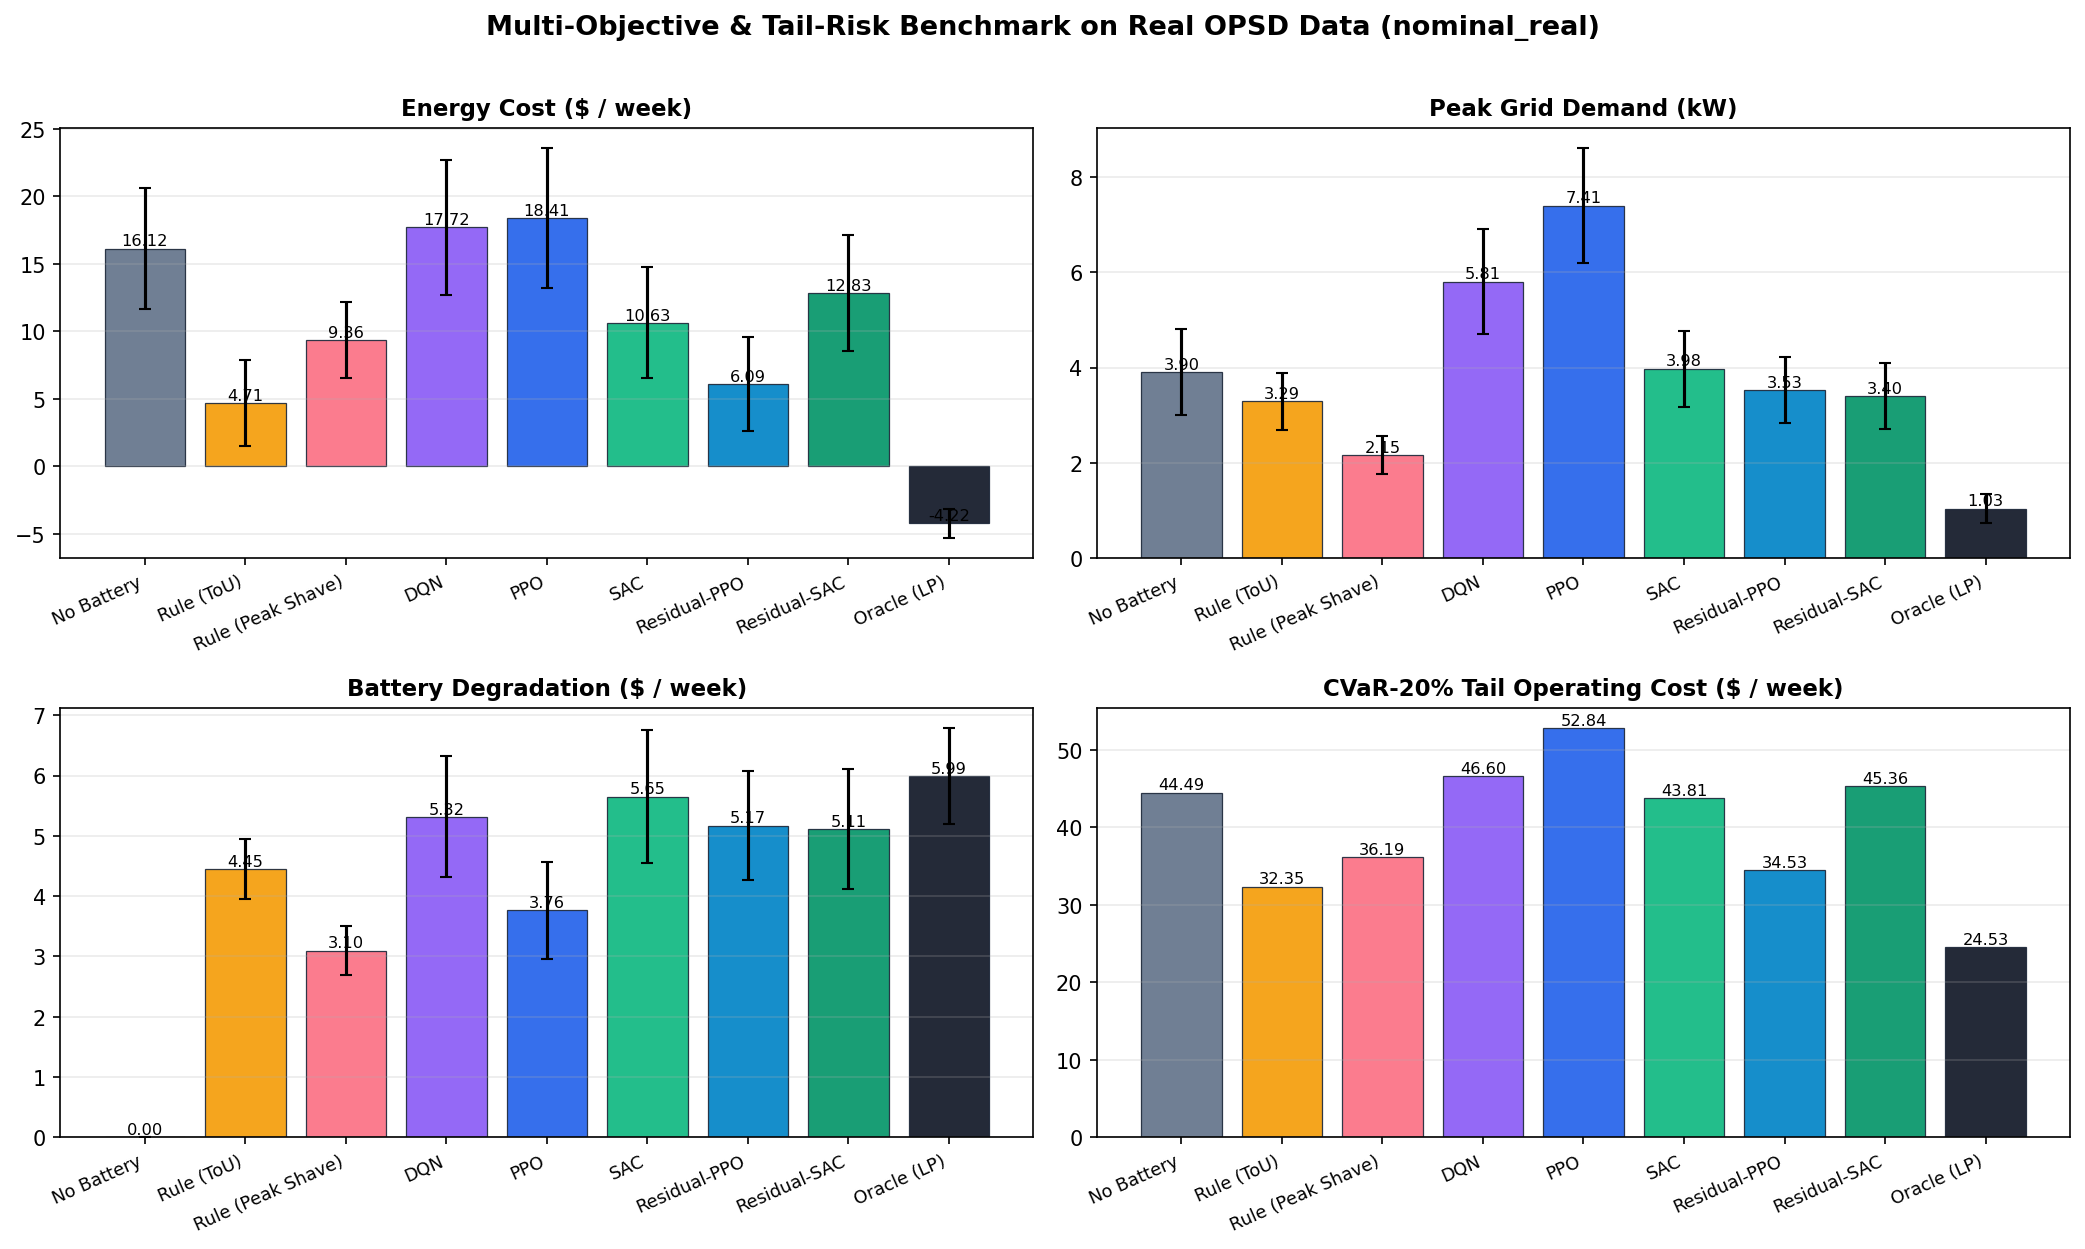 Multi-Objective & Tail-Risk Benchmark on Real OPSD Data (nominal_real)
Energy Cost ($ / week)
25
20
15
10
5
0
−5
16.12
4.71
9.36
17.72
18.41
10.63
6.09
12.83
-4.22
No Battery
Rule (ToU)
Rule (Peak Shave)
DQN
PPO
SAC
Residual-PPO
Residual-SAC
Oracle (LP)
Peak Grid Demand (kW)
8
6
4
2
0
3.90
3.29
2.15
5.81
7.41
3.98
3.53
3.40
1.03
No Battery
Rule (ToU)
Rule (Peak Shave)
DQN
PPO
SAC
Residual-PPO
Residual-SAC
Oracle (LP)
Battery Degradation ($ / week)
7
6
5
4
3
2
1
0
0.00
4.45
3.10
5.32
3.76
5.65
5.17
5.11
5.99
No Battery
Rule (ToU)
Rule (Peak Shave)
DQN
PPO
SAC
Residual-PPO
Residual-SAC
Oracle (LP)
CVaR-20% Tail Operating Cost ($ / week)
50
40
30
20
10
0
44.49
32.35
36.19
46.60
52.84
43.81
34.53
45.36
24.53
No Battery
Rule (ToU)
Rule (Peak Shave)
DQN
PPO
SAC
Residual-PPO
Residual-SAC
Oracle (LP)